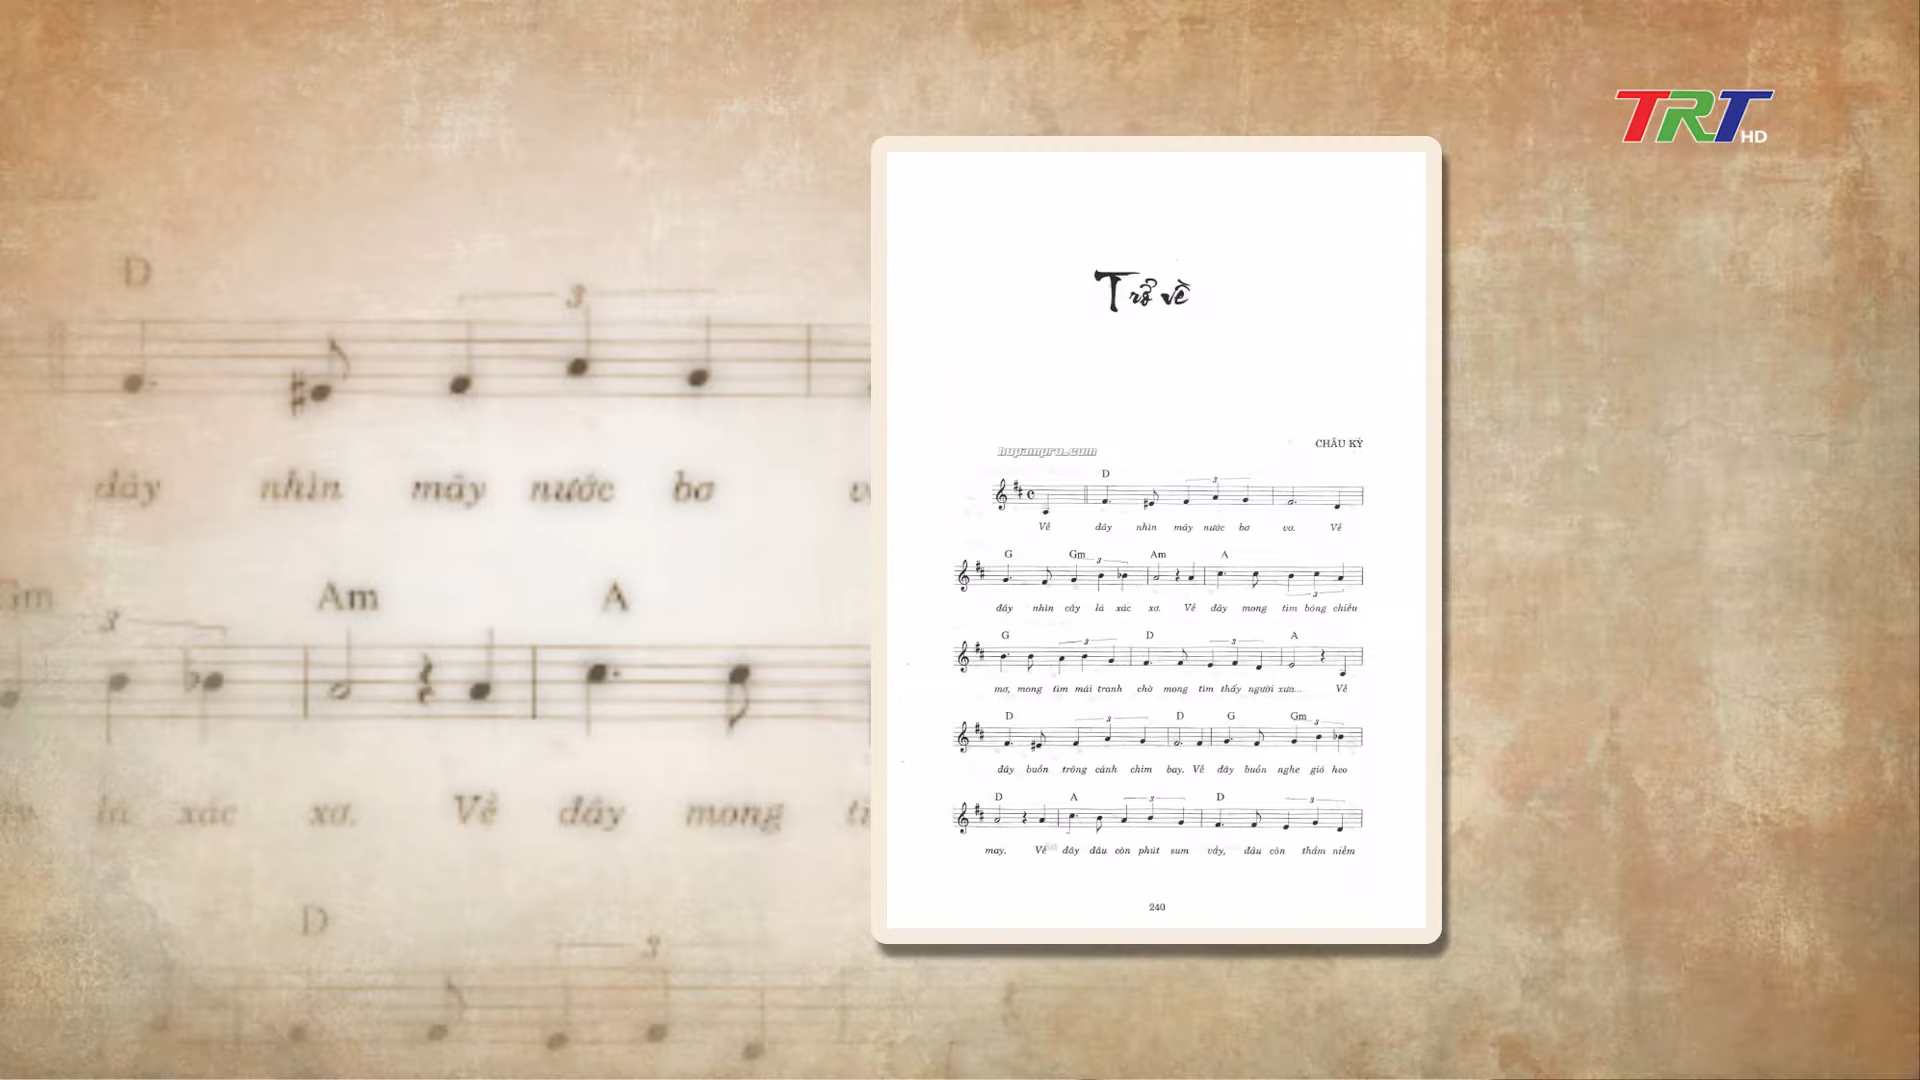 TRT HD
Trở về
hopampro.com
CHÂU KỲ
D 3
Về đây nhìn mây nước bơ vơ. Về
G Gm 3 Am A
đây nhìn cây lá xác xơ. Về đây mong tìm bóng chiều
3
G 3 D 3 A
mơ, mong tìm mái tranh chờ mong tìm thấy người xưa... Về
D 3 D G Gm 3
đây buồn trông cánh chim bay. Về đây buồn nghe gió heo
D A 3 D 3
may. Về đây đâu còn phút sum vầy, đâu còn thắm niềm
240
D
3
đây nhìn mây nước bơ
Gm Am A
3
lá xác xơ. Về đây mong
D
3